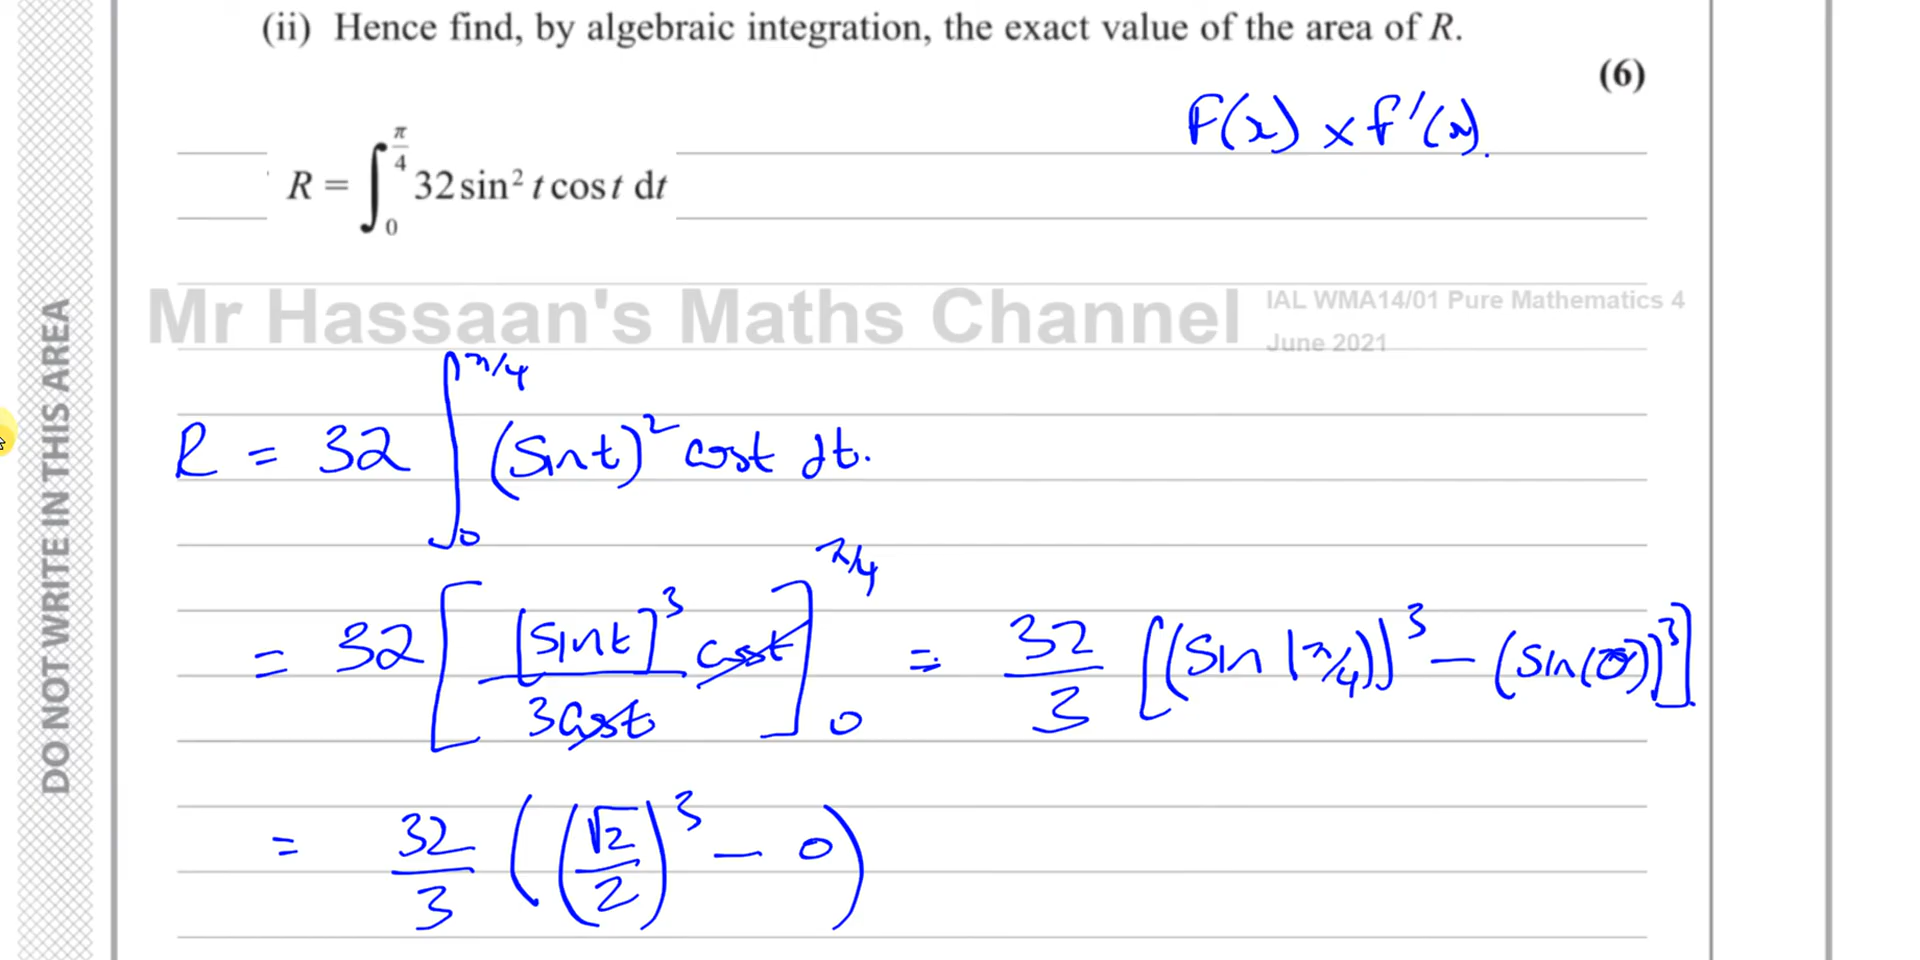 (ii) Hence find, by algebraic integration, the exact value of the area of R.
(6)
F(x) × f'(x).
R = ∫₀^{π/4} 32 sin² t cos t dt
Mr Hassaan's Maths Channel
IAL WMA14/01 Pure Mathematics 4
June 2021
R = 32 ∫₀^{π/4} (sin t)² cos t dt.
= 32 [ [sin t]³ / 3cos t cos t ]₀^{π/4} = 32/3 [(sin(π/4))³ − (sin(0))³]
= 32/3 ( (√2/2)³ − 0 )
DO NOT WRITE IN THIS AREA